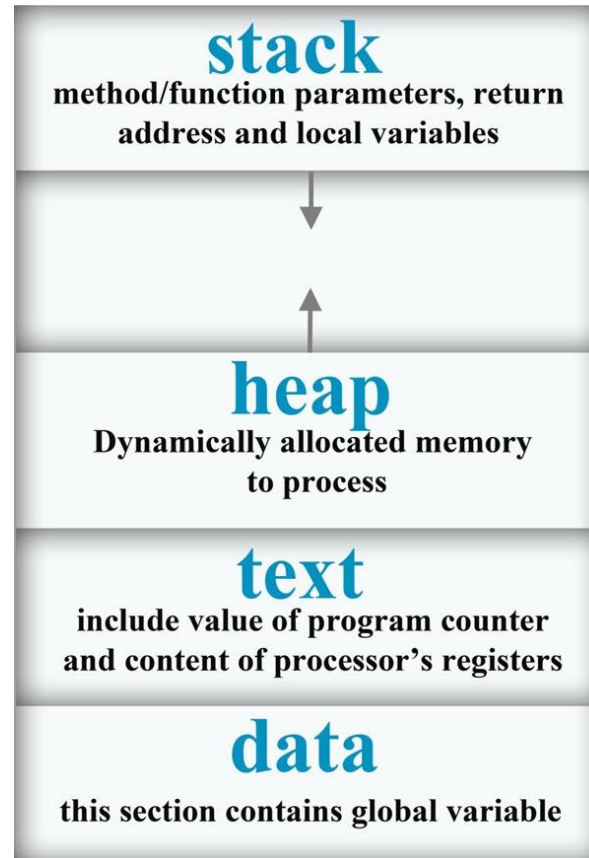 stack
method/function parameters, return
address and local variables
heap
Dynamically allocated memory
to process
text
include value of program counter
and content of processor's registers
data
this section contains global variable